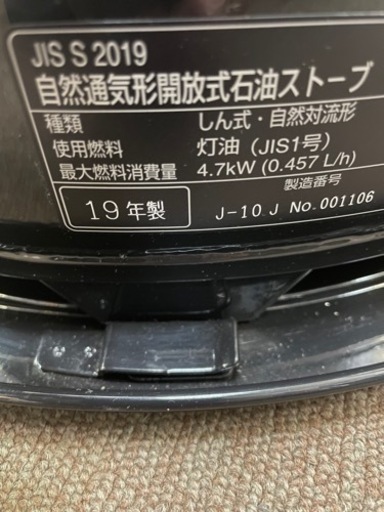 JIS S 2019
自然通気形開放式石油ストーブ
種類 しん式・自然対流形
使用燃料 灯油（JIS1号）
最大燃料消費量 4.7kW (0.457 L/h)
製造番号
19年製 J-10 J No.001106